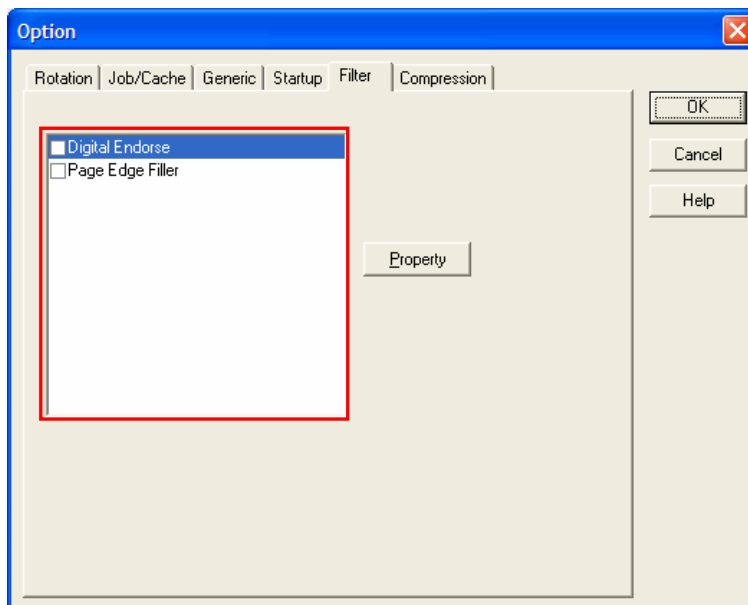 Option
Rotation Job/Cache Generic Startup Filter Compression
OK
Digital Endorse
Cancel
Page Edge Filler
Help
Property